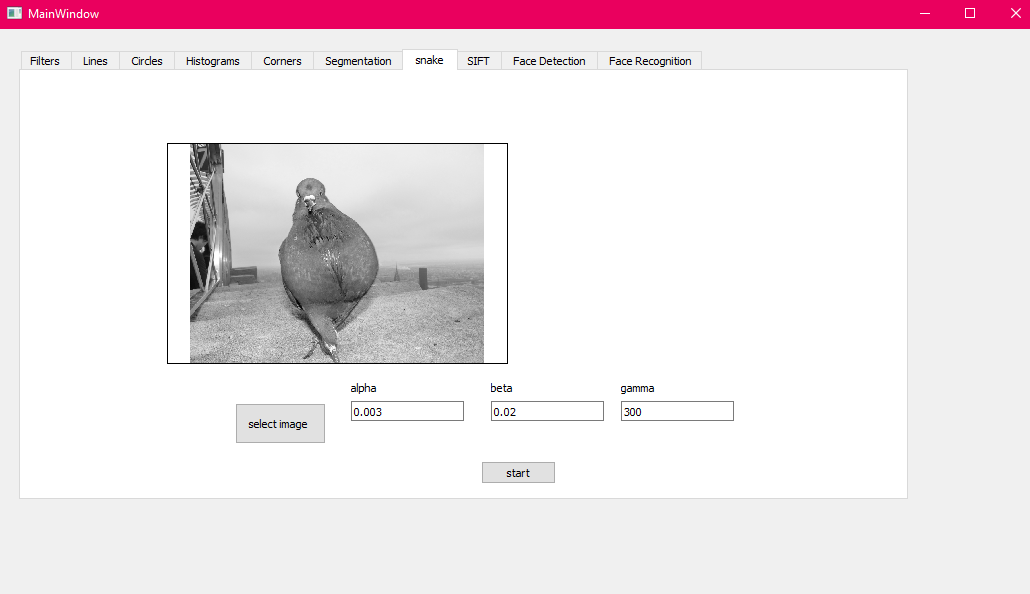 MainWindow
Filters Lines Circles Histograms Corners Segmentation snake SIFT Face Detection Face Recognition
alpha beta gamma
select image 0.003 0.02 300
start